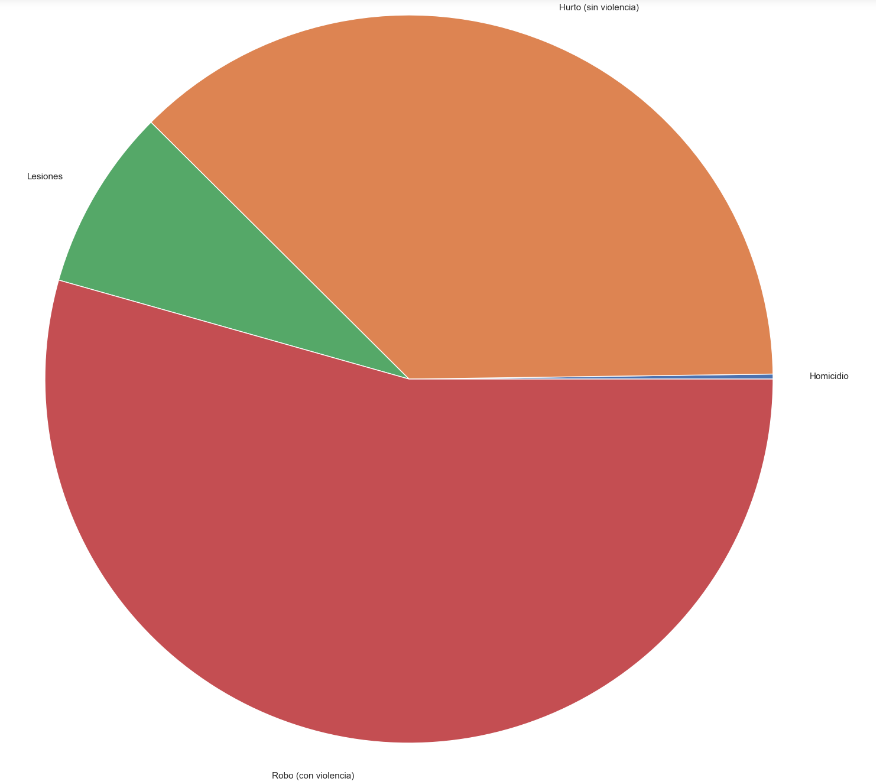 Hurto (sin violencia)
Lesiones
Homicidio
Robo (con violencia)